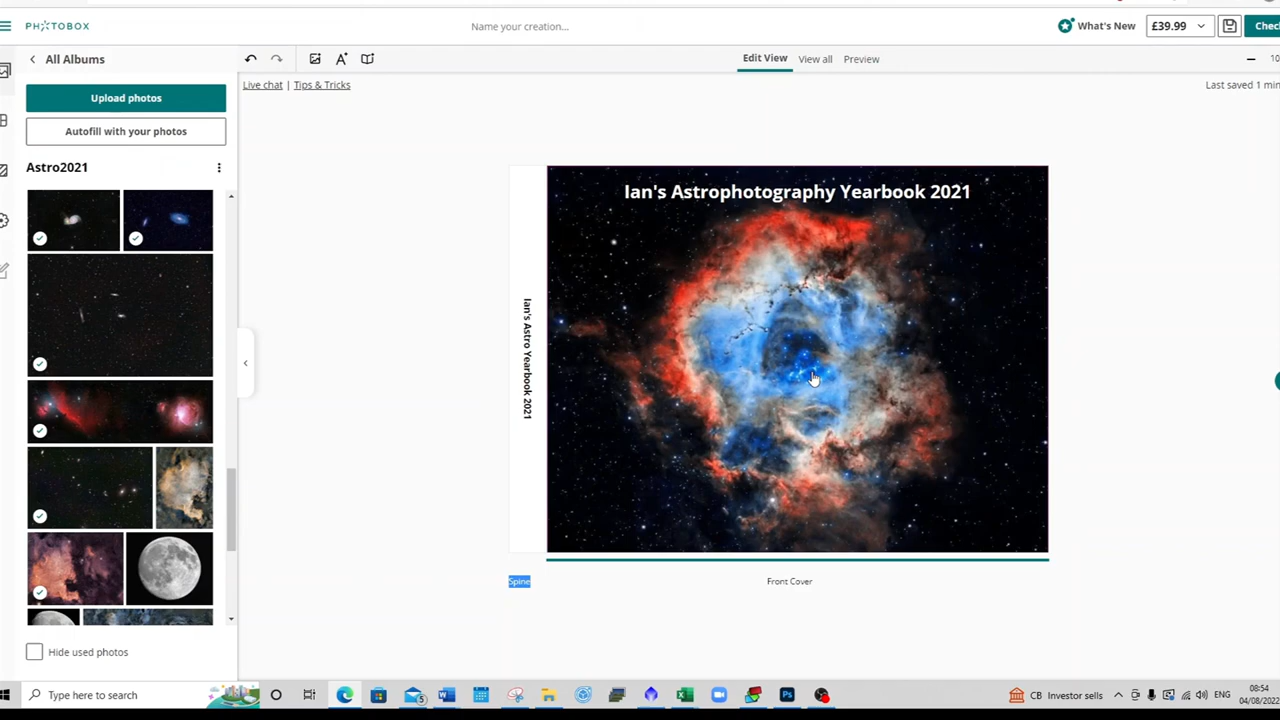 PHOTOBOX
Name your creation...
What's New
£39.99
Chec
All Albums
Edit View
View all
Preview
10
Live chat | Tips & Tricks
Last saved 1 min
Upload photos
Autofill with your photos
Astro2021
Ian's Astrophotography Yearbook 2021
Ian's Astro Yearbook 2021
Spine
Front Cover
Hide used photos
Type here to search
5
CB Investor sells
ENG
08:54
04/08/2022